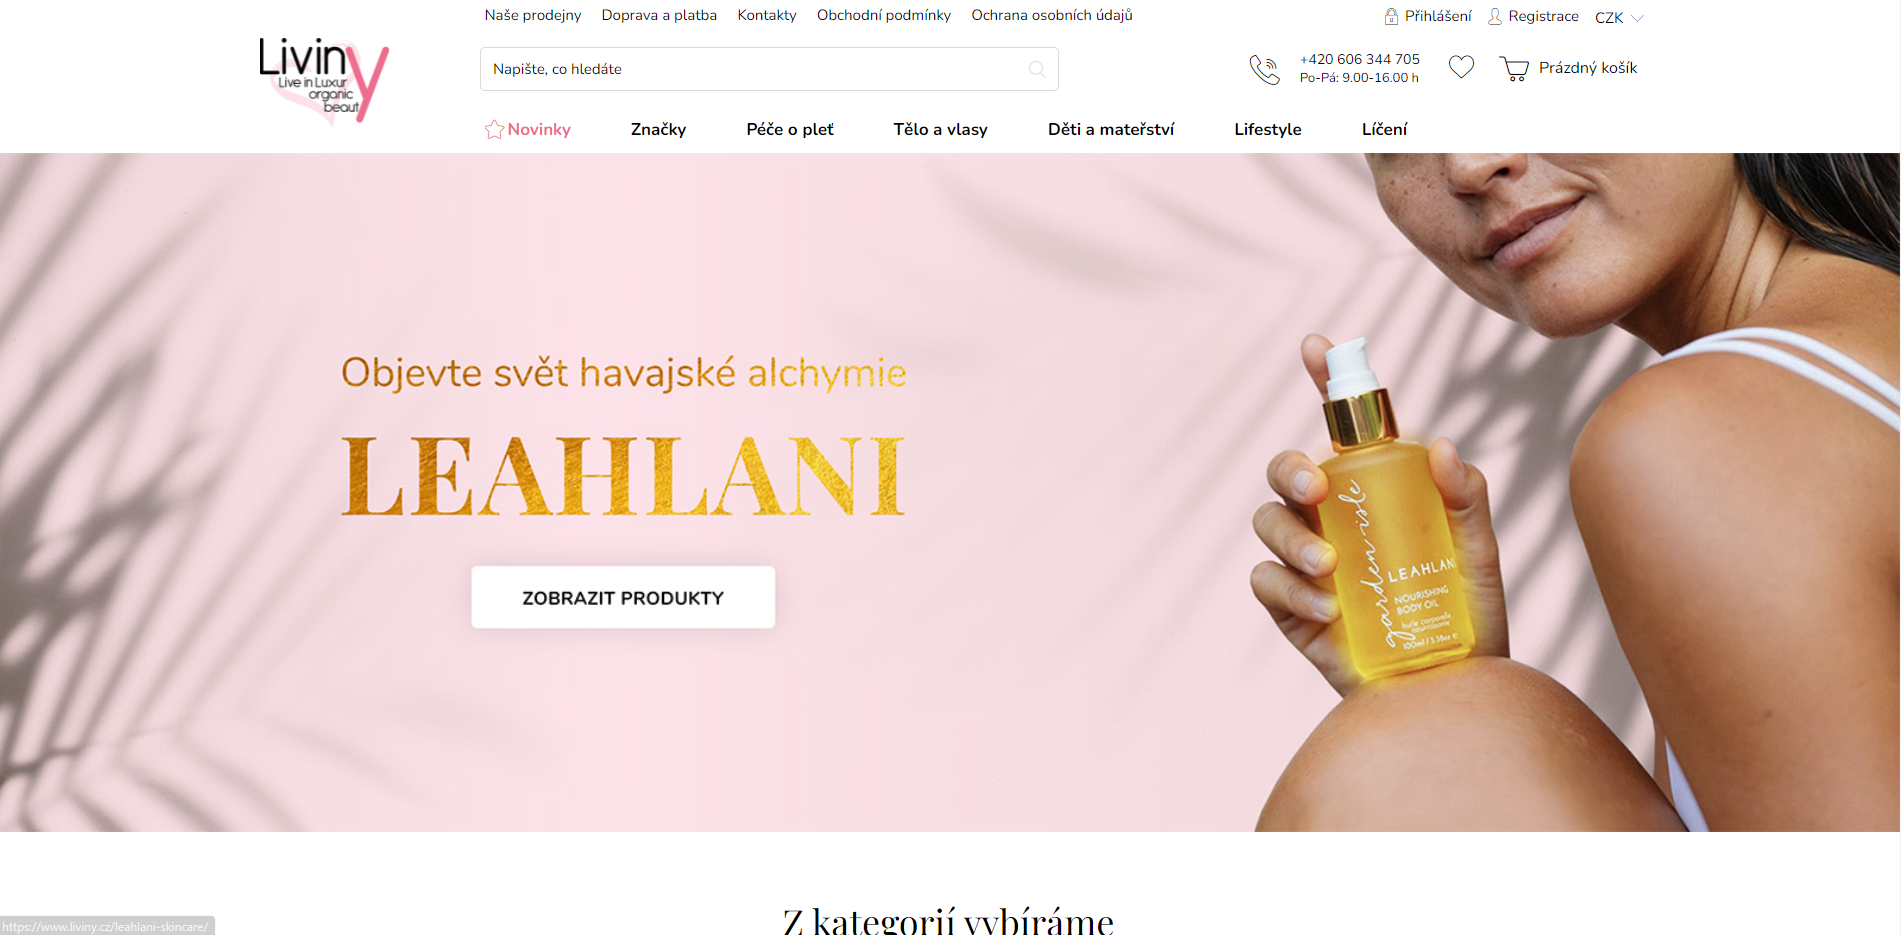 Naše prodejny Doprava a platba Kontakty Obchodní podmínky Ochrana osobních údajů
Přihlášení Registrace CZK
Liviny
Live in Luxur
organic
beaut
Napište, co hledáte
+420 606 344 705
Po-Pá: 9.00-16.00 h
Prázdný košík
Novinky Značky Péče o pleť Tělo a vlasy Děti a mateřství Lifestyle Líčení
Objevte svět havajské alchymie
LEAHLANI
ZOBRAZIT PRODUKTY
garden isle
LEAHLAN
NOURISHING
BODY OIL
huile corporelle
nourrissante
100ml / 3.38oz e
Z kategorií vybíráme
https://www.liviny.cz/leahlani-skincare/